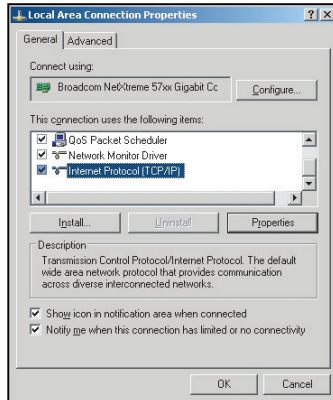 Local Area Connection Properties
General Advanced
Connect using:
Broadcom NetXtreme 57xx Gigabit Cc
Configure...
This connection uses the following items:
QoS Packet Scheduler
Network Monitor Driver
Internet Protocol (TCP/IP)
Install... Uninstall Properties
Description
Transmission Control Protocol/Internet Protocol. The default
wide area network protocol that provides communication
across diverse interconnected networks.
Show icon in notification area when connected
Notify me when this connection has limited or no connectivity
OK Cancel